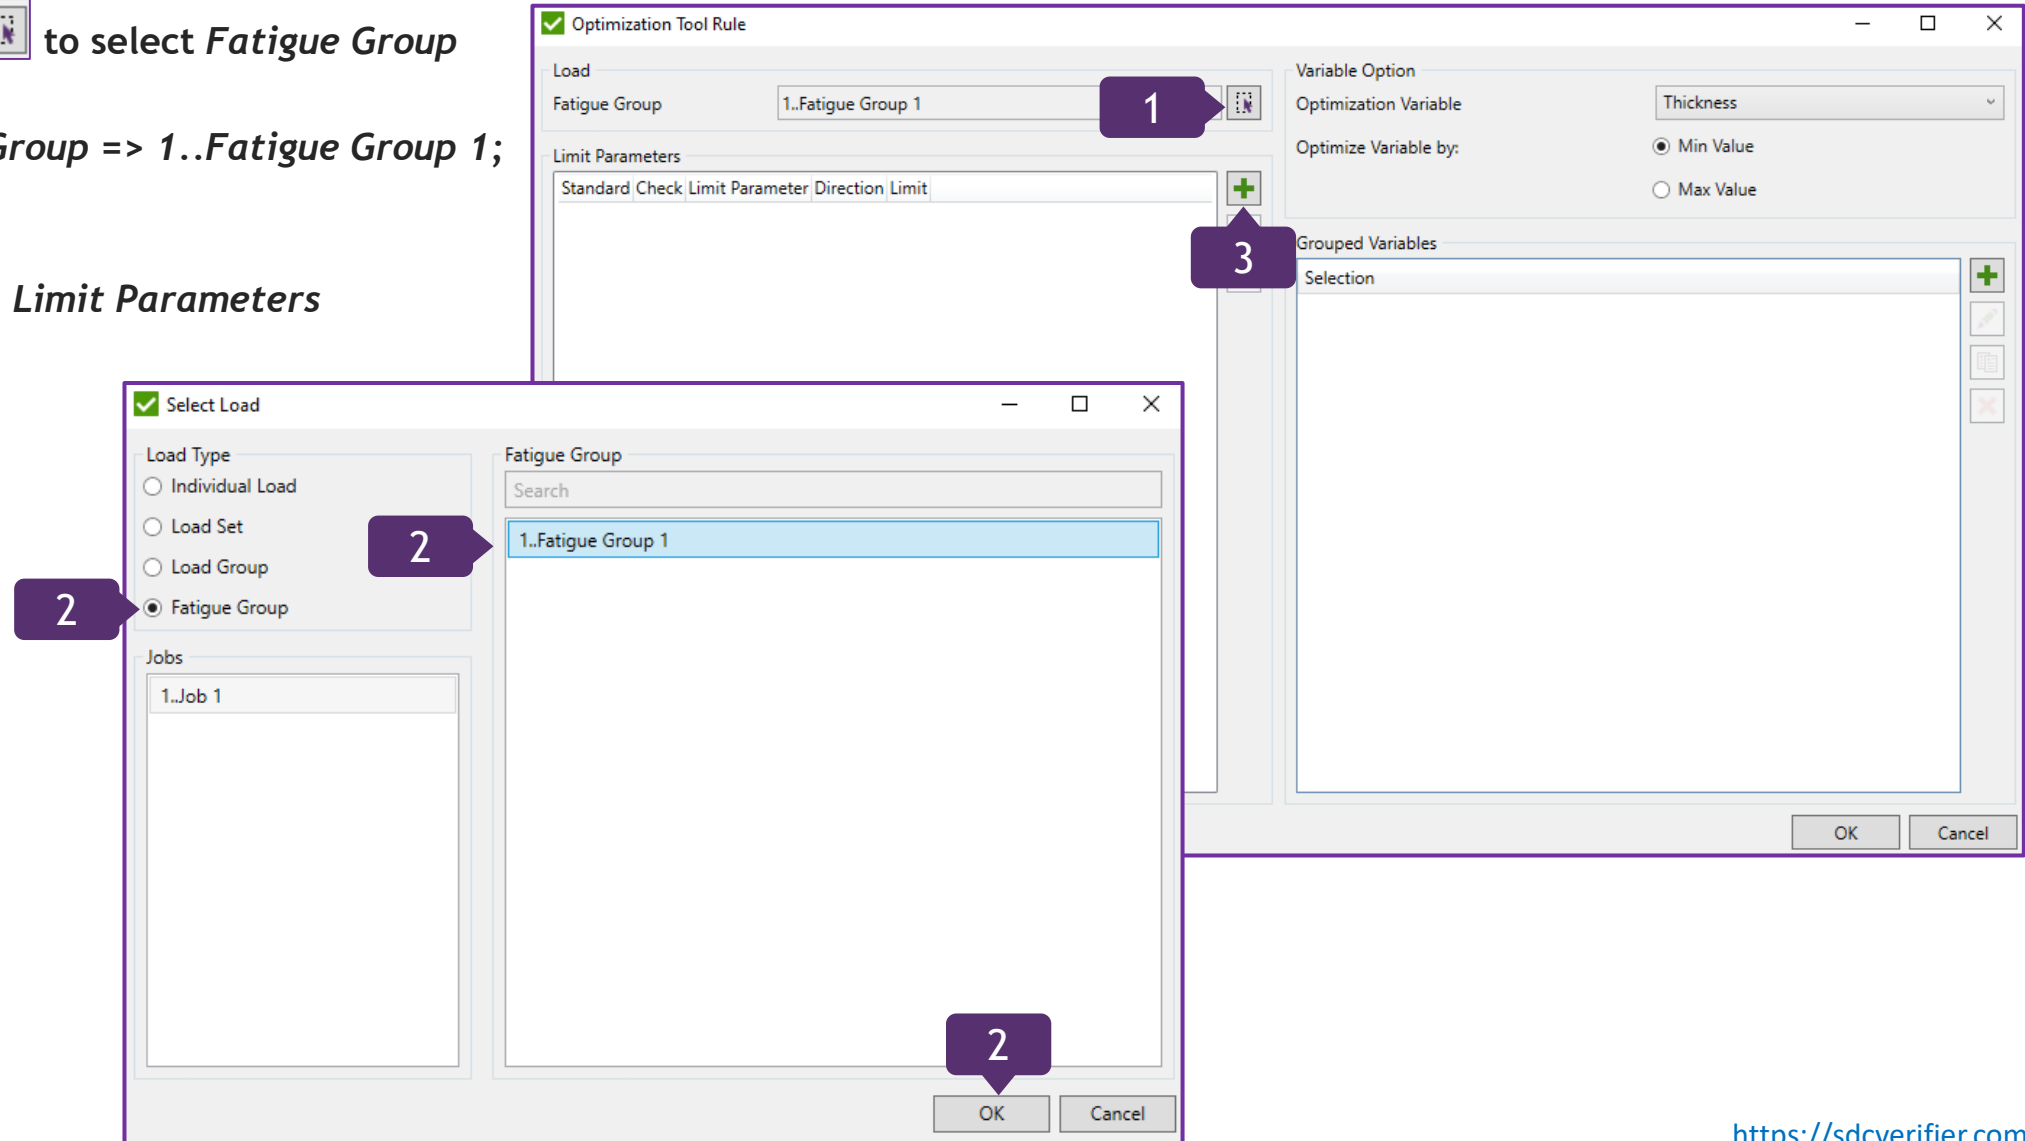 to select Fatigue Group
Group => 1..Fatigue Group 1;
Limit Parameters
Optimization Tool Rule
Load
Fatigue Group
1..Fatigue Group 1
1
Limit Parameters
Standard Check Limit Parameter Direction Limit
3
Variable Option
Optimization Variable
Thickness
Optimize Variable by:
Min Value
Max Value
Grouped Variables
Selection
OK
Cancel
Select Load
Load Type
Individual Load
Load Set
Load Group
Fatigue Group
2
2
Jobs
1..Job 1
Fatigue Group
Search
1..Fatigue Group 1
2
OK
Cancel
https://sdcverifier.com